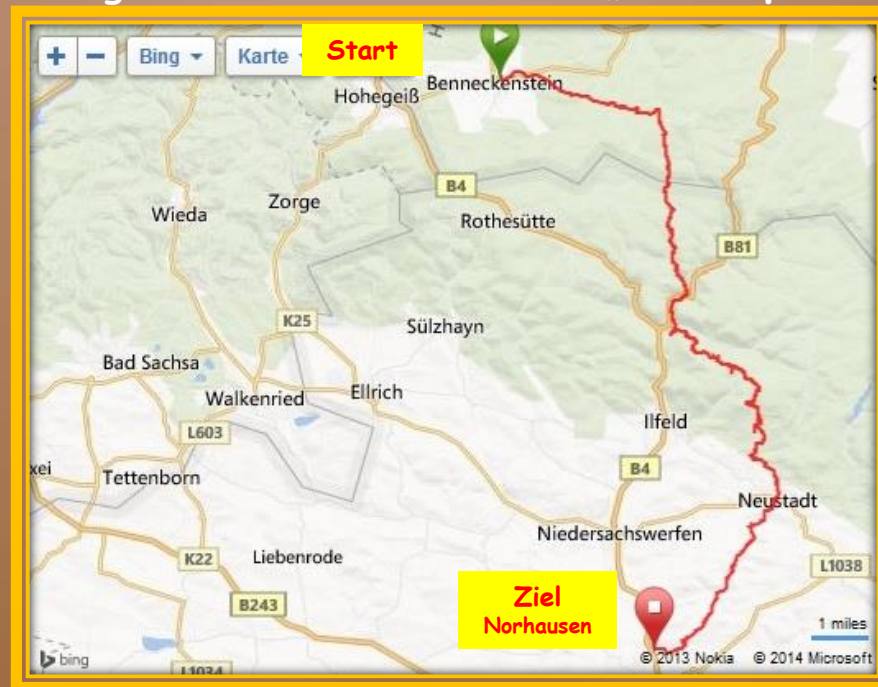 + − Bing Karte
Start
Benneckenstein
Hohegeiß
B4
Zorge
Wieda
Rothesütte
B81
K25
Sülzhayn
Bad Sachsa
Walkenried
Ellrich
Ilfeld
L603
B4
Tettenborn
Neustadt
Niedersachswerfen
K22
Liebenrode
L1038
B243
Ziel
Norhausen
1 miles
bing
L1034
© 2013 Nokia © 2014 Microsoft